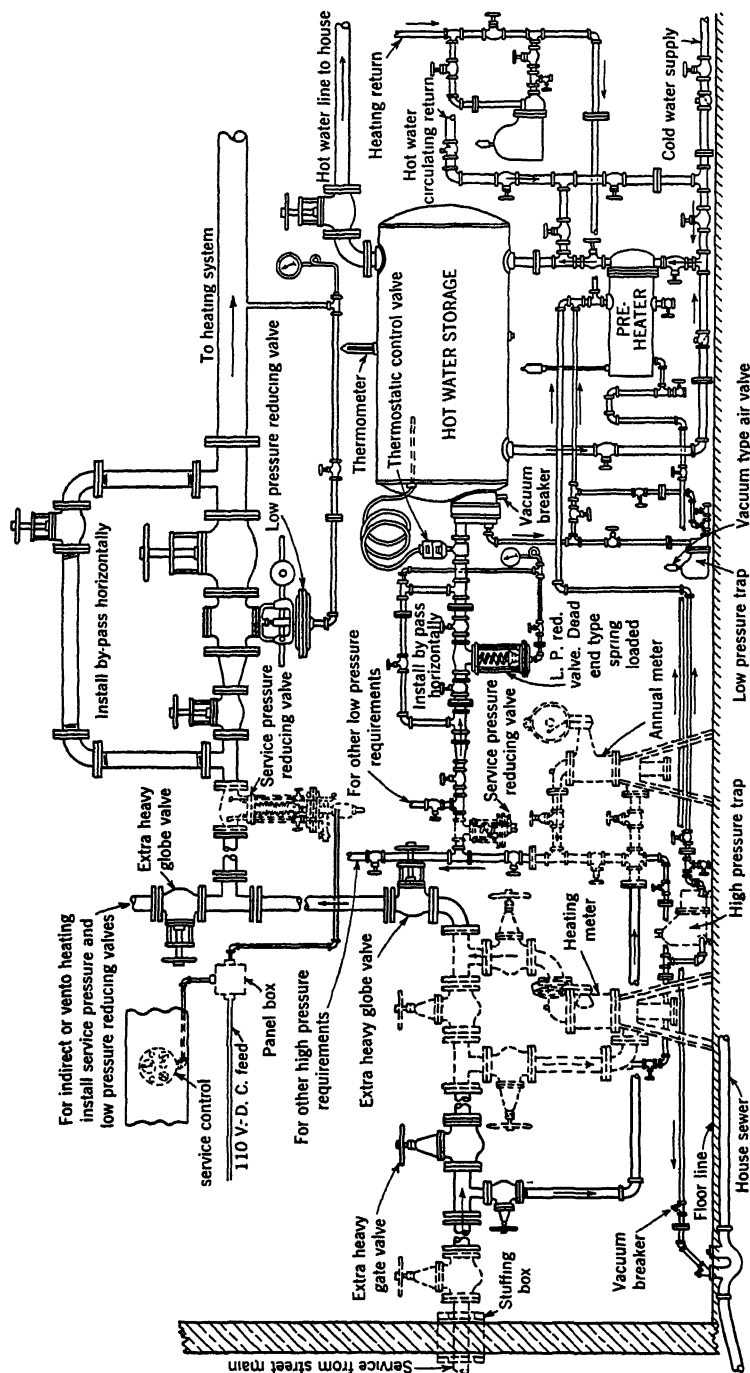 For indirect or vento heating
install service pressure and
low pressure reducing valves
service control
110 V.-D. C. feed
Panel box
Extra heavy
globe valve
Install by-pass horizontally
Service pressure
reducing valve
Low pressure reducing valve
To heating system
Hot water line to house
Heating return
Hot water
circulating return
Cold water supply
Thermometer
Thermostatic control valve
HOT WATER STORAGE
PRE-
HEATER
Vacuum
breaker
For other high pressure
requirements
Extra heavy globe valve
For other low pressure
requirements
Install by pass
horizontally
Service pressure
reducing valve
L. P. red.
valve. Dead
end type
spring
loaded
Annual meter
Heating
meter
Extra heavy
gate valve
Stuffing
box
Service from street main
Vacuum
breaker
Floor line
House sewer
High pressure trap
Low pressure trap
Vacuum type air valve